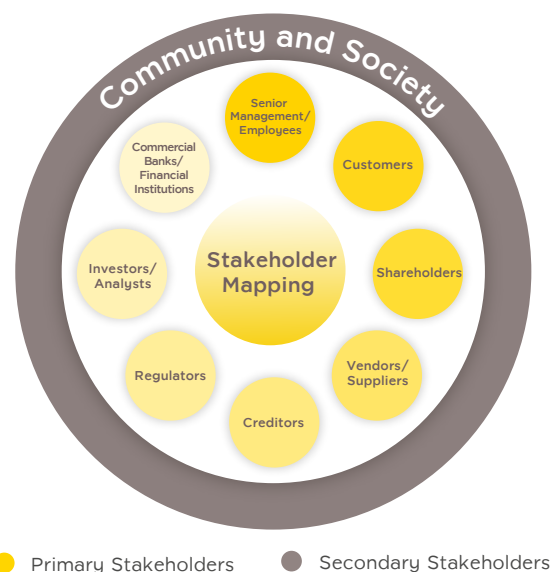 Community and Society
Senior
Management/
Employees
Customers
Shareholders
Vendors/
Suppliers
Creditors
Regulators
Investors/
Analysts
Commercial
Banks/
Financial
Institutions
Stakeholder
Mapping
Primary Stakeholders
Secondary Stakeholders